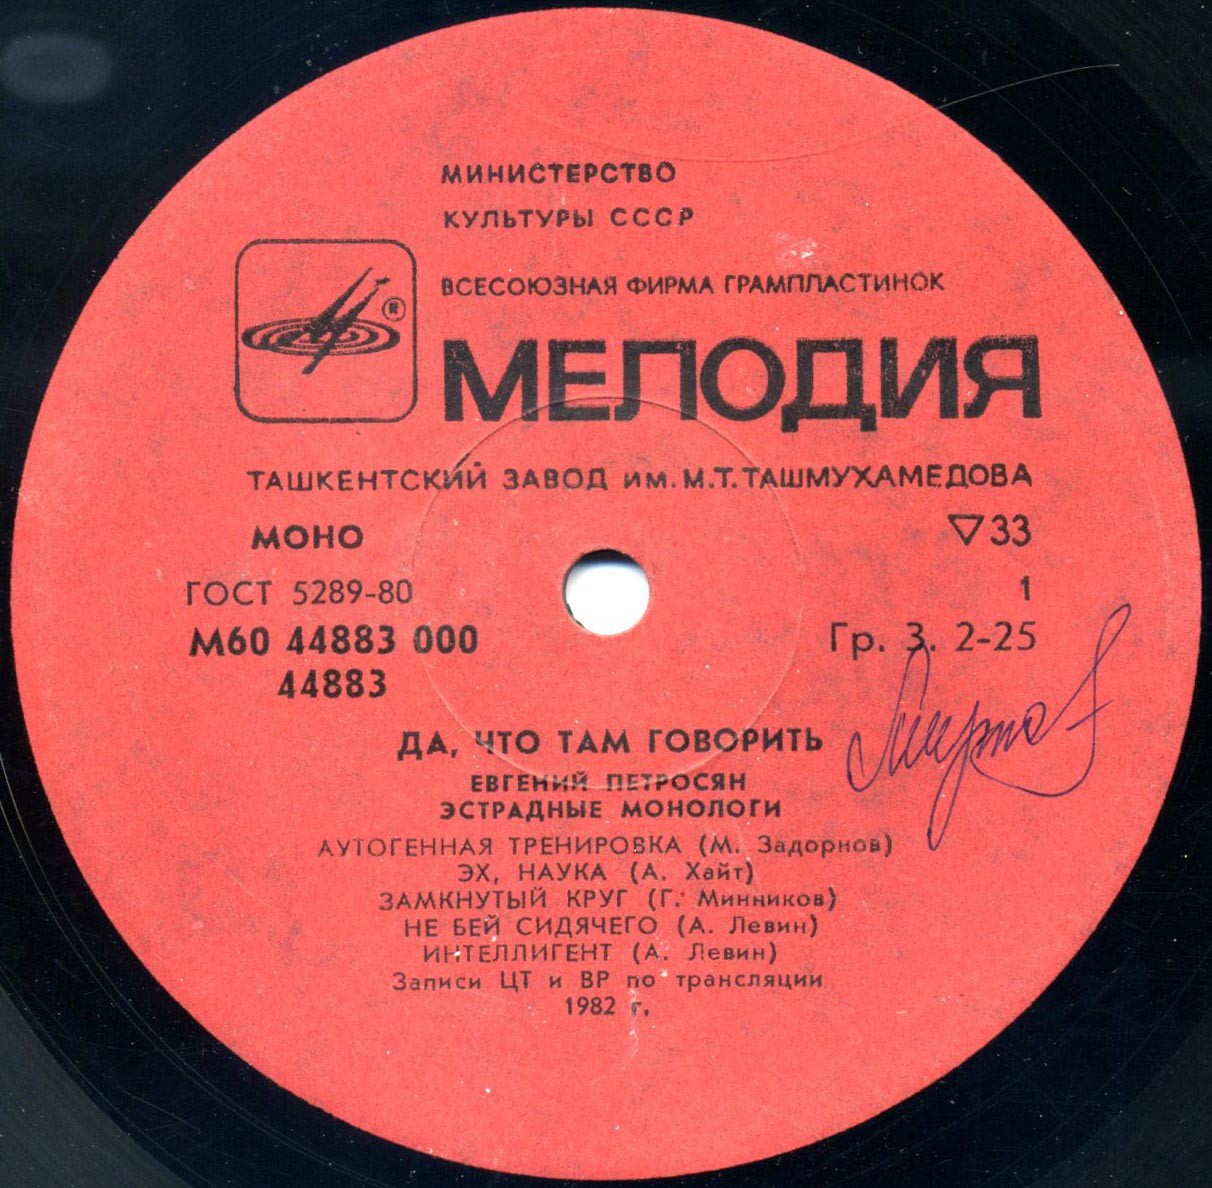 МИНИСТЕРСТВО
КУЛЬТУРЫ СССР
ВСЕСОЮЗНАЯ ФИРМА ГРАМПЛАСТИНОК
®
МЕЛОДИЯ
ТАШКЕНТСКИЙ ЗАВОД им. М.Т. ТАШМУХАМЕДОВА
МОНО
▽33
ГОСТ 5289-80
1
М60 44883 000
Гр. 3. 2-25
44883
ДА, ЧТО ТАМ ГОВОРИТЬ
ЕВГЕНИЙ ПЕТРОСЯН
ЭСТРАДНЫЕ МОНОЛОГИ
АУТОГЕННАЯ ТРЕНИРОВКА (М. Задорнов)
ЭХ, НАУКА (А. Хайт)
ЗАМКНУТЫЙ КРУГ (Г. Минников)
НЕ БЕЙ СИДЯЧЕГО (А. Левин)
ИНТЕЛЛИГЕНТ (А. Левин)
Записи ЦТ и ВР по трансляции
1982 г.